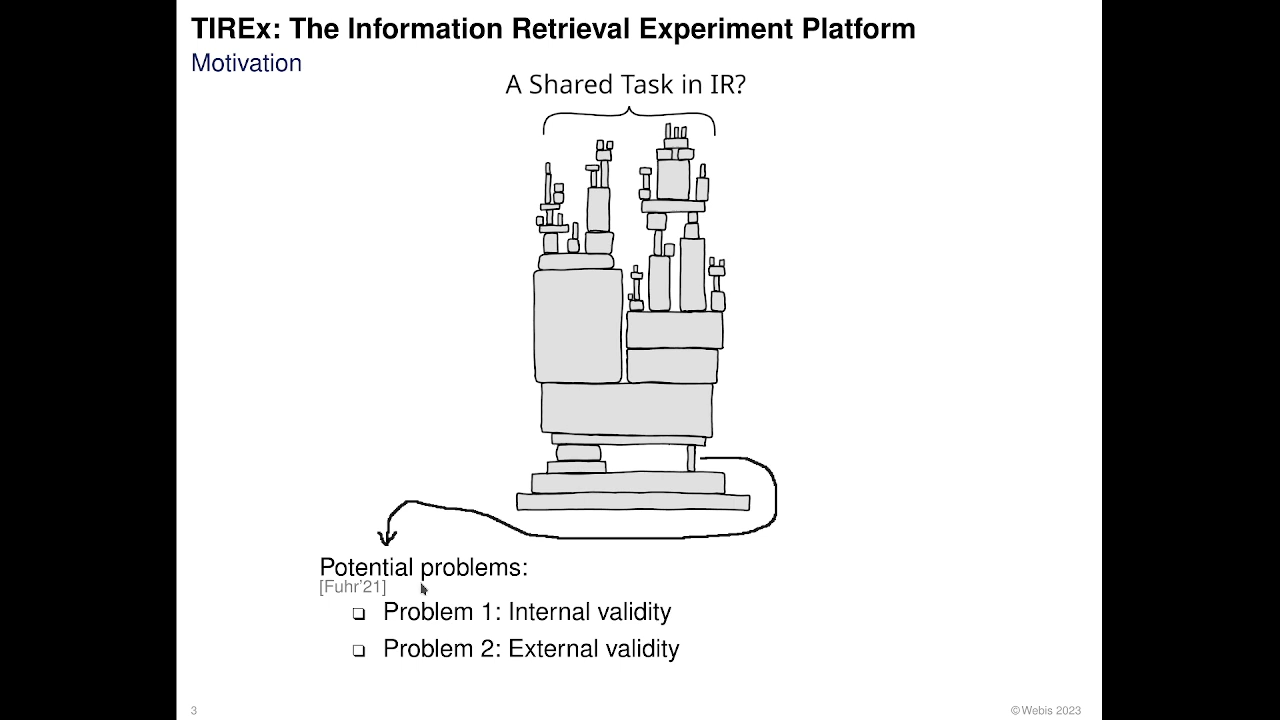 TIREx: The Information Retrieval Experiment Platform
Motivation
A Shared Task in IR?
Potential problems:
[Fuhr’21]
❏ Problem 1: Internal validity
❏ Problem 2: External validity
3
©Webis 2023